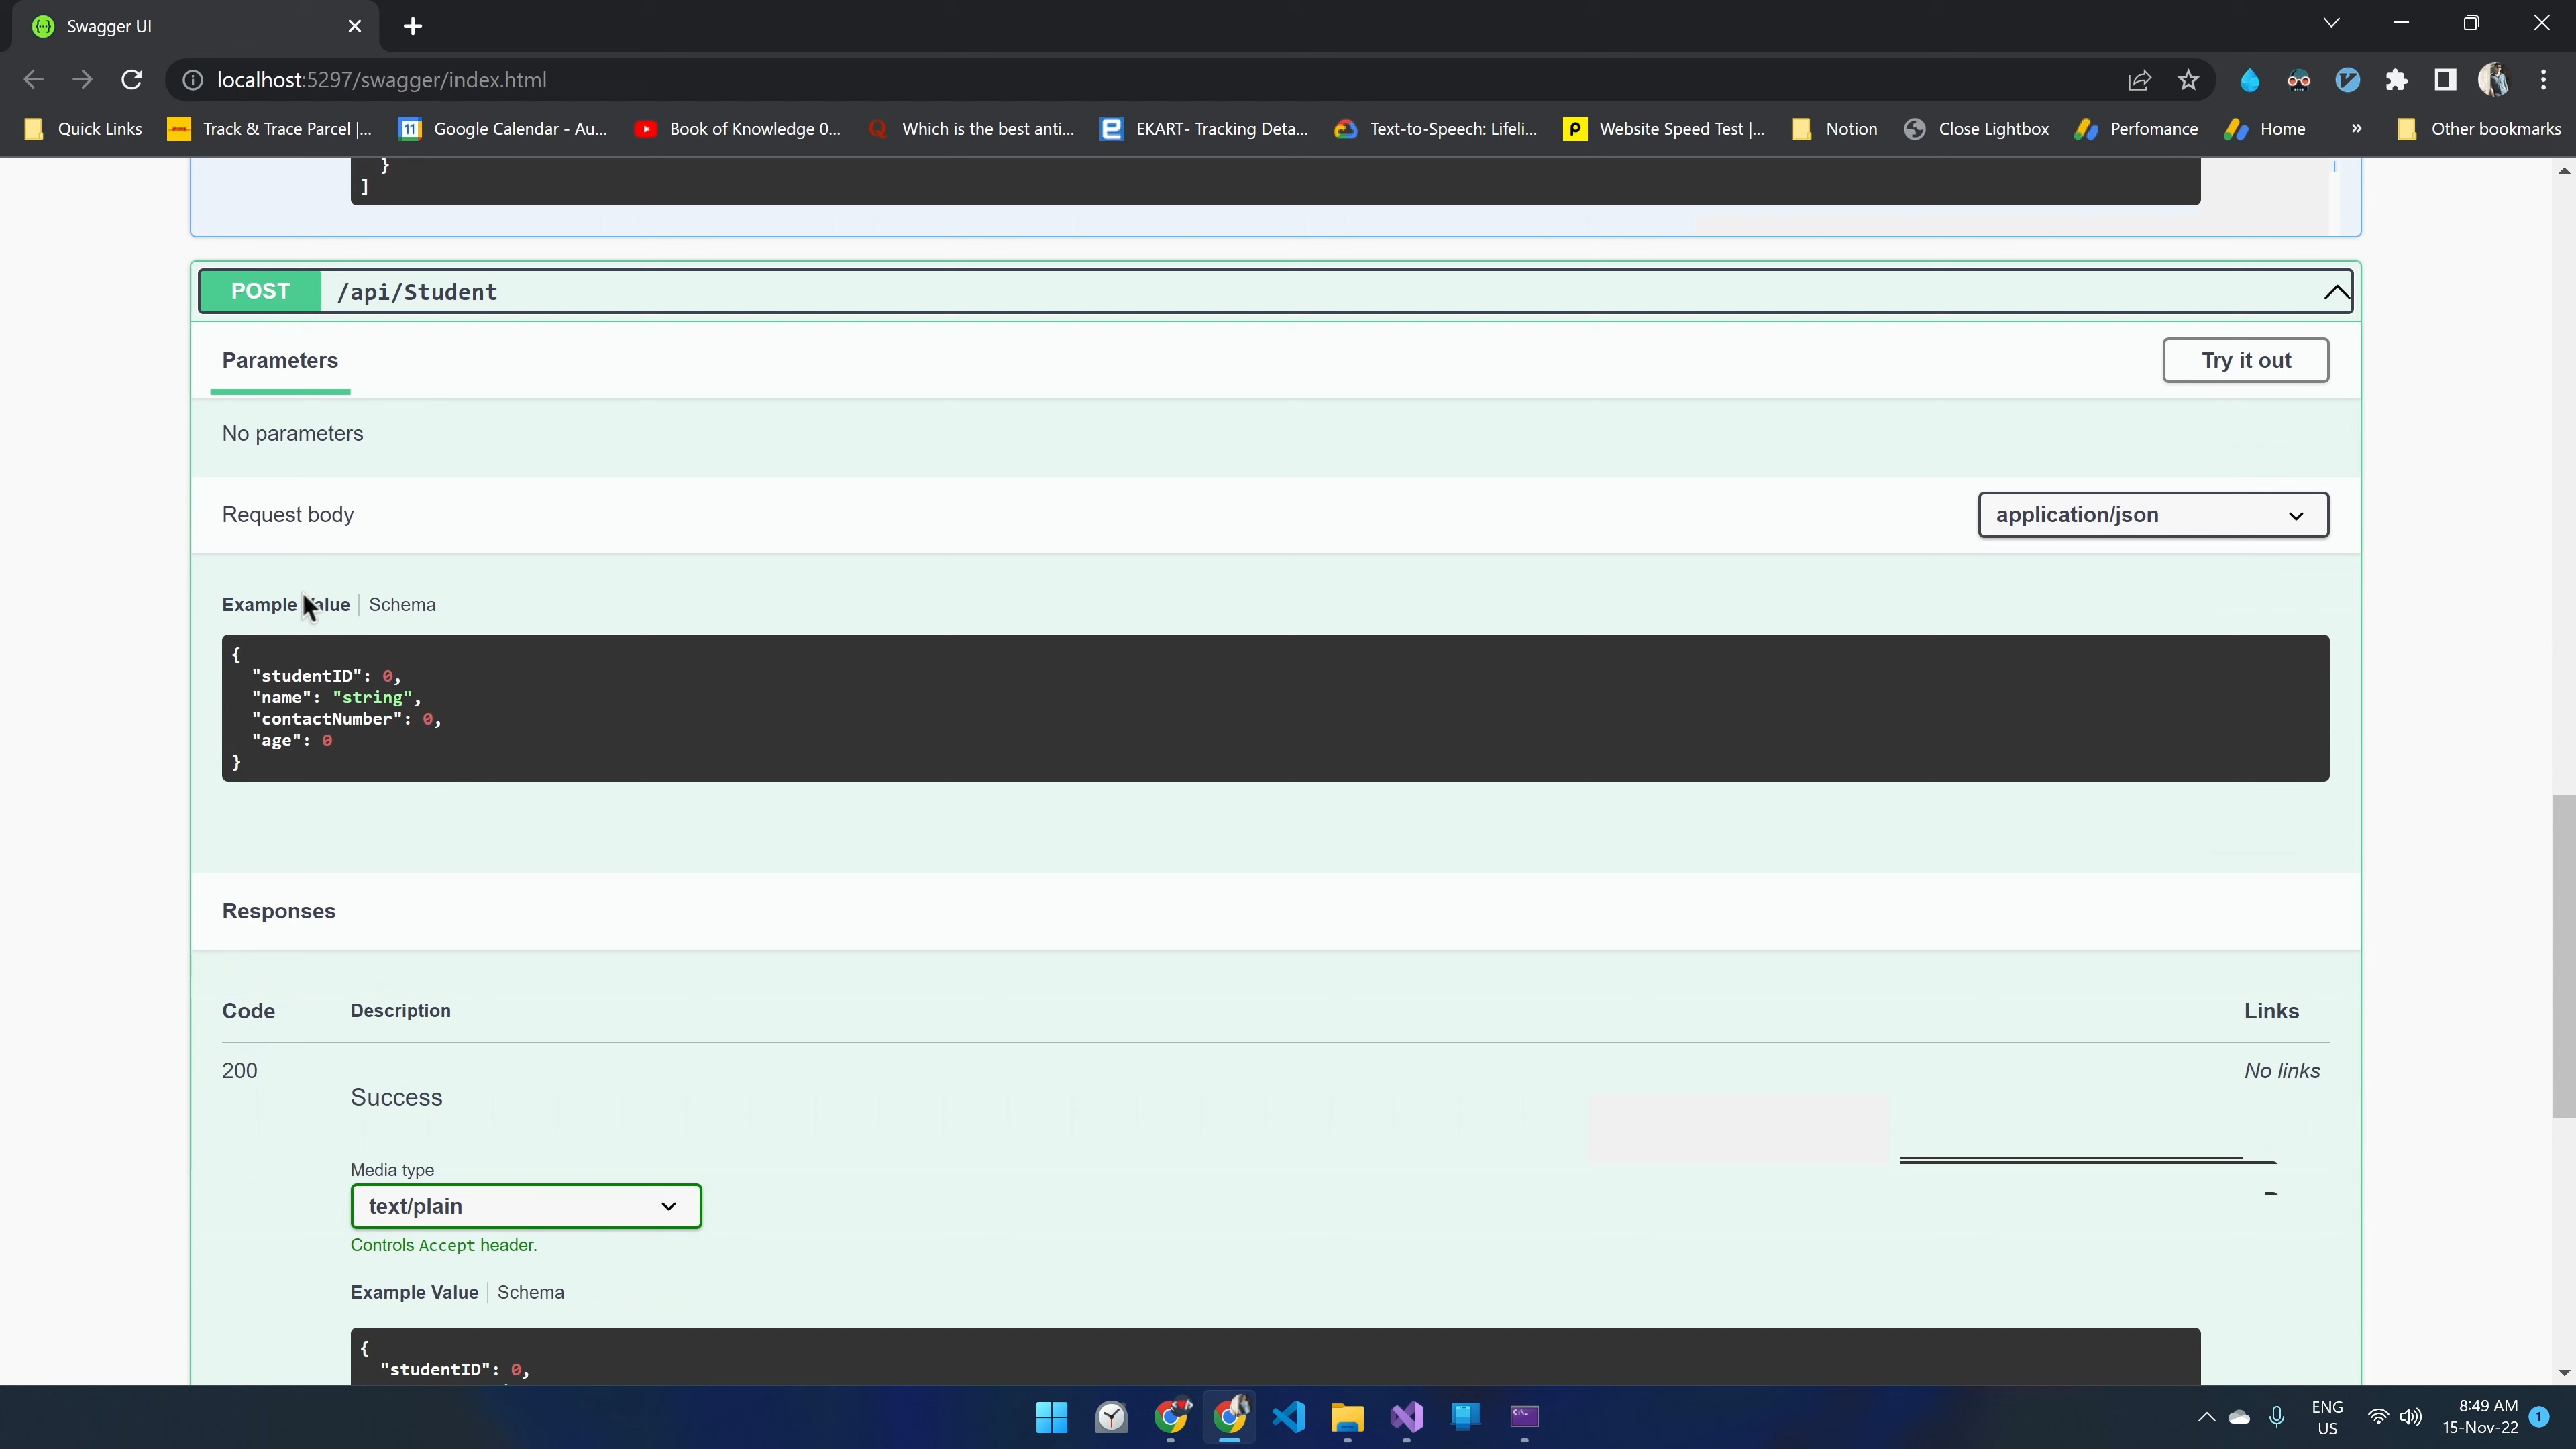 Swagger UI
localhost:5297/swagger/index.html
Quick Links
Track & Trace Parcel |...
11
Google Calendar - Au...
Book of Knowledge 0...
Which is the best anti...
EKART- Tracking Deta...
Text-to-Speech: Lifeli...
Website Speed Test |...
Notion
Close Lightbox
Perfomance
Home
»
Other bookmarks
}
]
POST /api/Student
Parameters
Try it out
No parameters
Request body
application/json
Example Value | Schema
{
"studentID": 0,
"name": "string",
"contactNumber": 0,
"age": 0
}
Responses
Code Description Links
200 No links
Success
Media type
text/plain
Controls Accept header.
Example Value | Schema
{
"studentID": 0,
ENG
US
8:49 AM
15-Nov-22
1